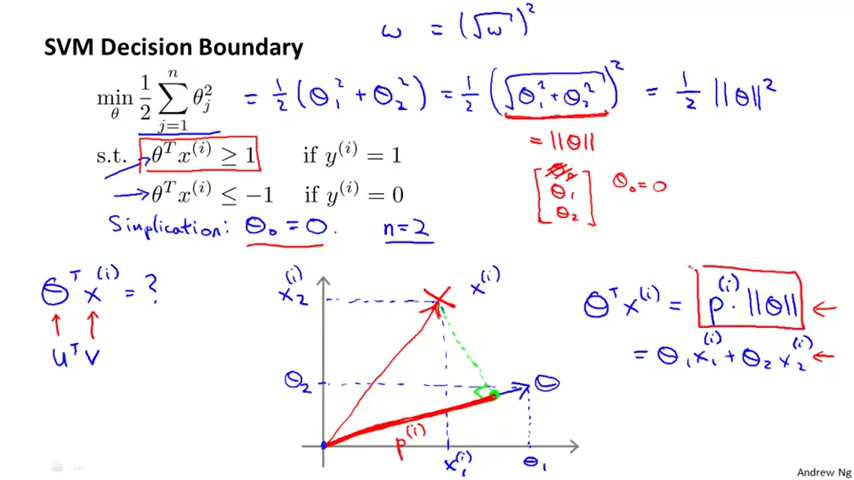 ω = (√ω)²
SVM Decision Boundary
min_θ 1/2 Σ_{j=1}^{n} θ_j² = 1/2 (θ₁² + θ₂²) = 1/2 (√(θ₁² + θ₂²))² = 1/2 ||θ||²
= ||θ||
s.t. θᵀx⁽ⁱ⁾ ≥ 1 if y⁽ⁱ⁾ = 1
θᵀx⁽ⁱ⁾ ≤ −1 if y⁽ⁱ⁾ = 0
[θ₁ θ₂] θ₀ = 0
Simplication: θ₀ = 0. n=2
θᵀx⁽ⁱ⁾ = ?
uᵀv
x₂⁽ⁱ⁾
x⁽ⁱ⁾
θ₂
θ
p⁽ⁱ⁾
x₁⁽ⁱ⁾
θ₁
θᵀx⁽ⁱ⁾ = p⁽ⁱ⁾ · ||θ|| ←
= θ₁x₁⁽ⁱ⁾ + θ₂x₂⁽ⁱ⁾ ←
Andrew Ng